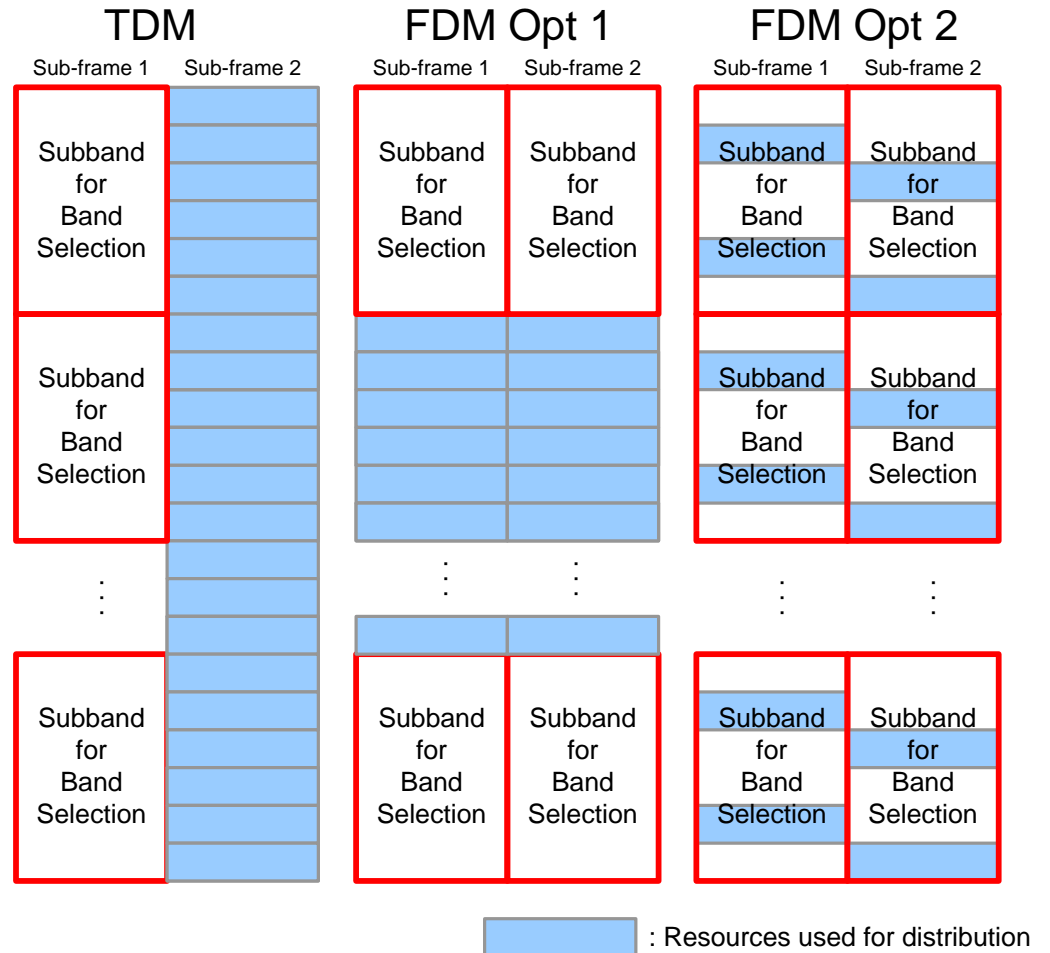 TDM
FDM Opt 1
FDM Opt 2
Sub-frame 1
Sub-frame 2
Sub-frame 1
Sub-frame 2
Sub-frame 1
Sub-frame 2
Subband
for
Band
Selection
Subband
for
Band
Selection
Subband
for
Band
Selection
Subband
for
Band
Selection
Subband
for
Band
Selection
Subband
for
Band
Selection
Subband
for
Band
Selection
Subband
for
Band
Selection
Subband
for
Band
Selection
Subband
for
Band
Selection
Subband
for
Band
Selection
Subband
for
Band
Selection
Subband
for
Band
Selection
: Resources used for distribution